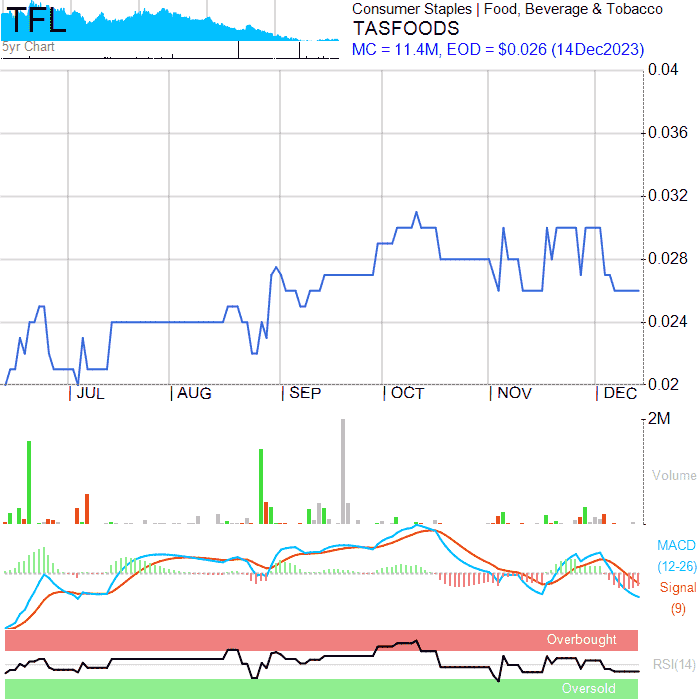 TFL
5yr Chart
Consumer Staples | Food, Beverage & Tobacco
TASFOODS
MC = 11.4M, EOD = $0.026 (14Dec2023)
0.04
0.036
0.032
0.028
0.024
0.02
JUL AUG SEP OCT NOV DEC
2M
Volume
MACD
(12-26)
Signal
(9)
Overbought
RSI(14)
Oversold